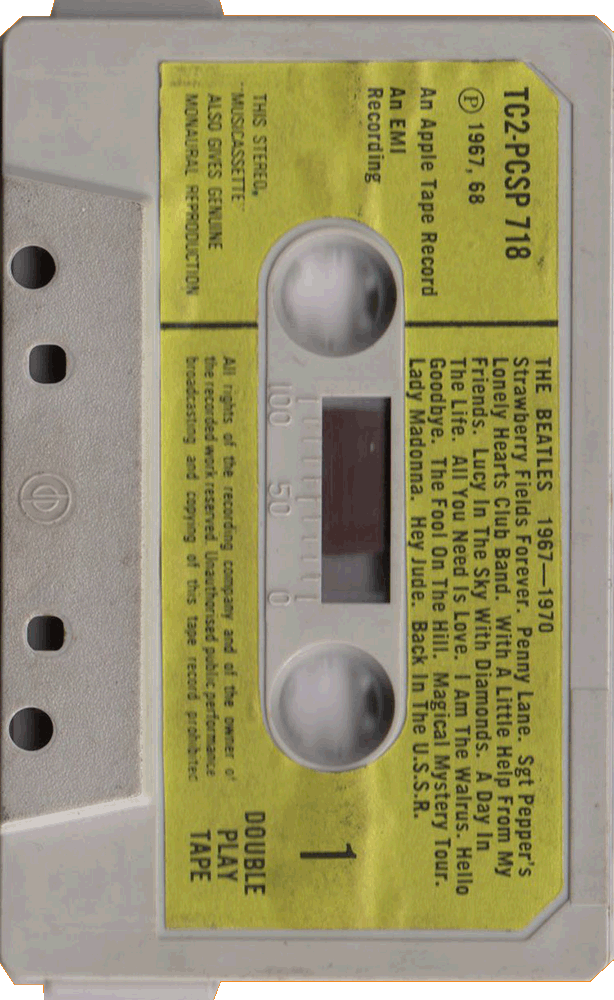 TC2-PCSP 718
Ⓟ 1967, 68
An Apple Tape Record
An EMI
Recording
THIS STEREO,
"MUSICASSETTE"
ALSO GIVES GENUINE
MONAURAL REPRODUCTION
THE BEATLES 1967—1970
Strawberry Fields Forever. Penny Lane. Sgt Pepper's
Lonely Hearts Club Band. With A Little Help From My
Friends. Lucy In The Sky With Diamonds. A Day In
The Life. All You Need Is Love. I Am The Walrus. Hello
Goodbye. The Fool On The Hill. Magical Mystery Tour.
Lady Madonna. Hey Jude. Back In The U.S.S.R.
100 50 0
All rights of the recording company and of the owner of
the recorded work reserved. Unauthorised public performance
broadcasting and copying of this tape record prohibited
1
DOUBLE
PLAY
TAPE